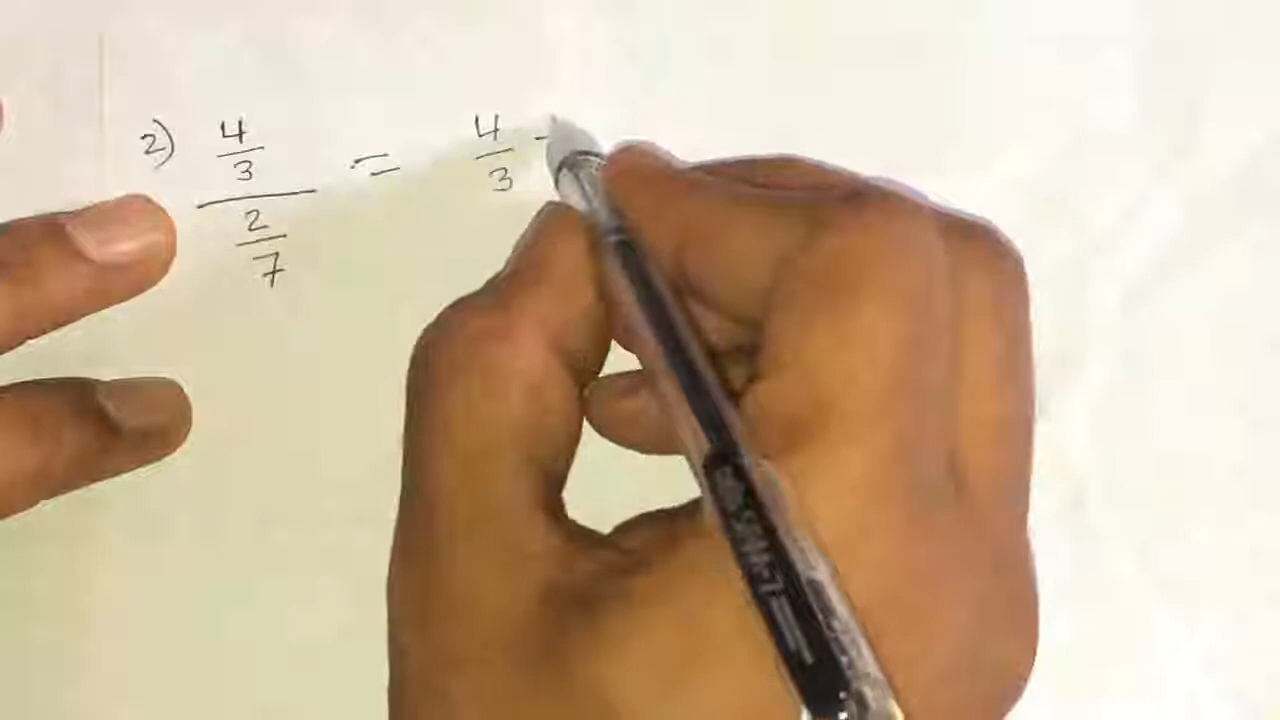 2) 4/3 / 2/7 = 4/3 -